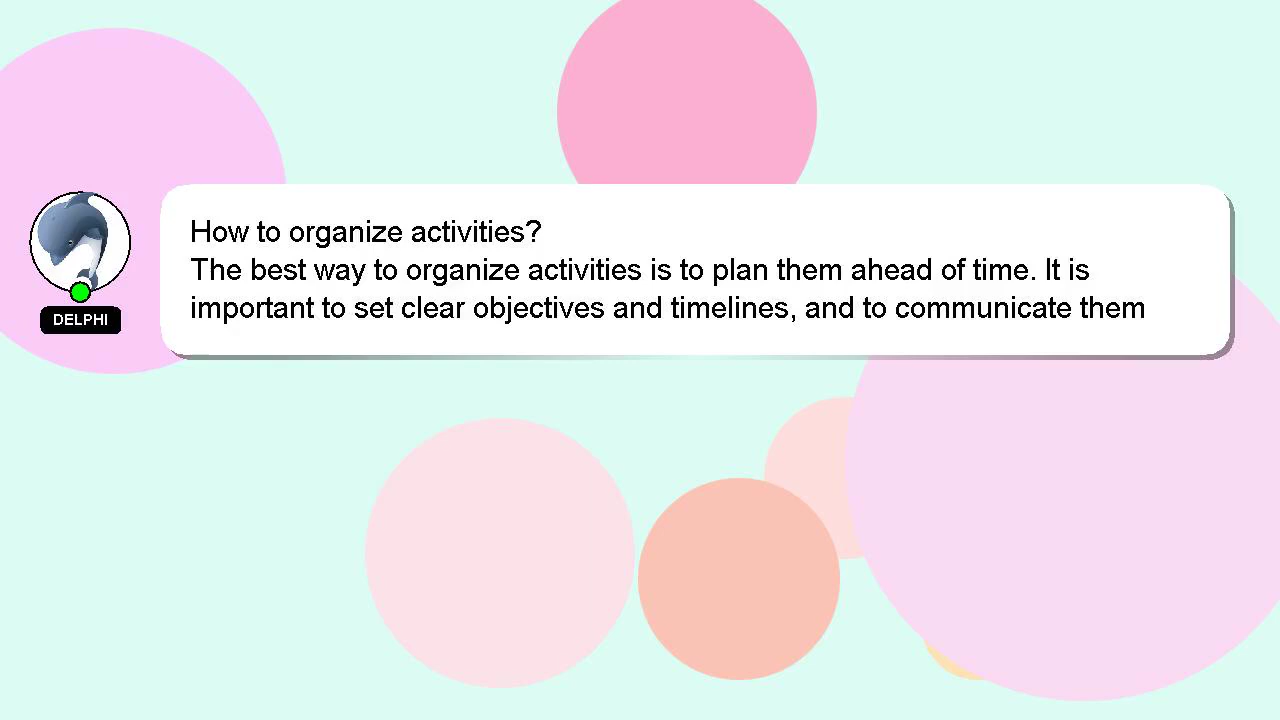 How to organize activities?
The best way to organize activities is to plan them ahead of time. It is
important to set clear objectives and timelines, and to communicate them
DELPHI